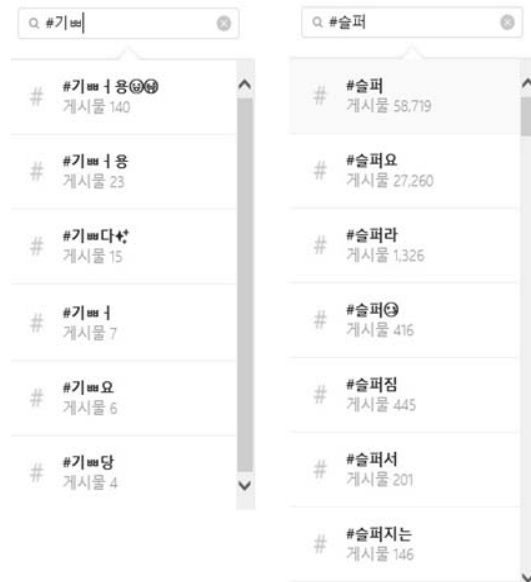 #기ㅃ
#기ㅃㅓ용
게시물 140
#기ㅃㅓ용
게시물 23
#기ㅃ다
게시물 15
#기ㅃㅓ
게시물 7
#기ㅃ요
게시물 6
#기ㅃ당
게시물 4
#슬퍼
#슬퍼
게시물 58,719
#슬퍼요
게시물 27,260
#슬퍼라
게시물 1,326
#슬퍼
게시물 416
#슬퍼짐
게시물 445
#슬퍼서
게시물 201
#슬퍼지는
게시물 146